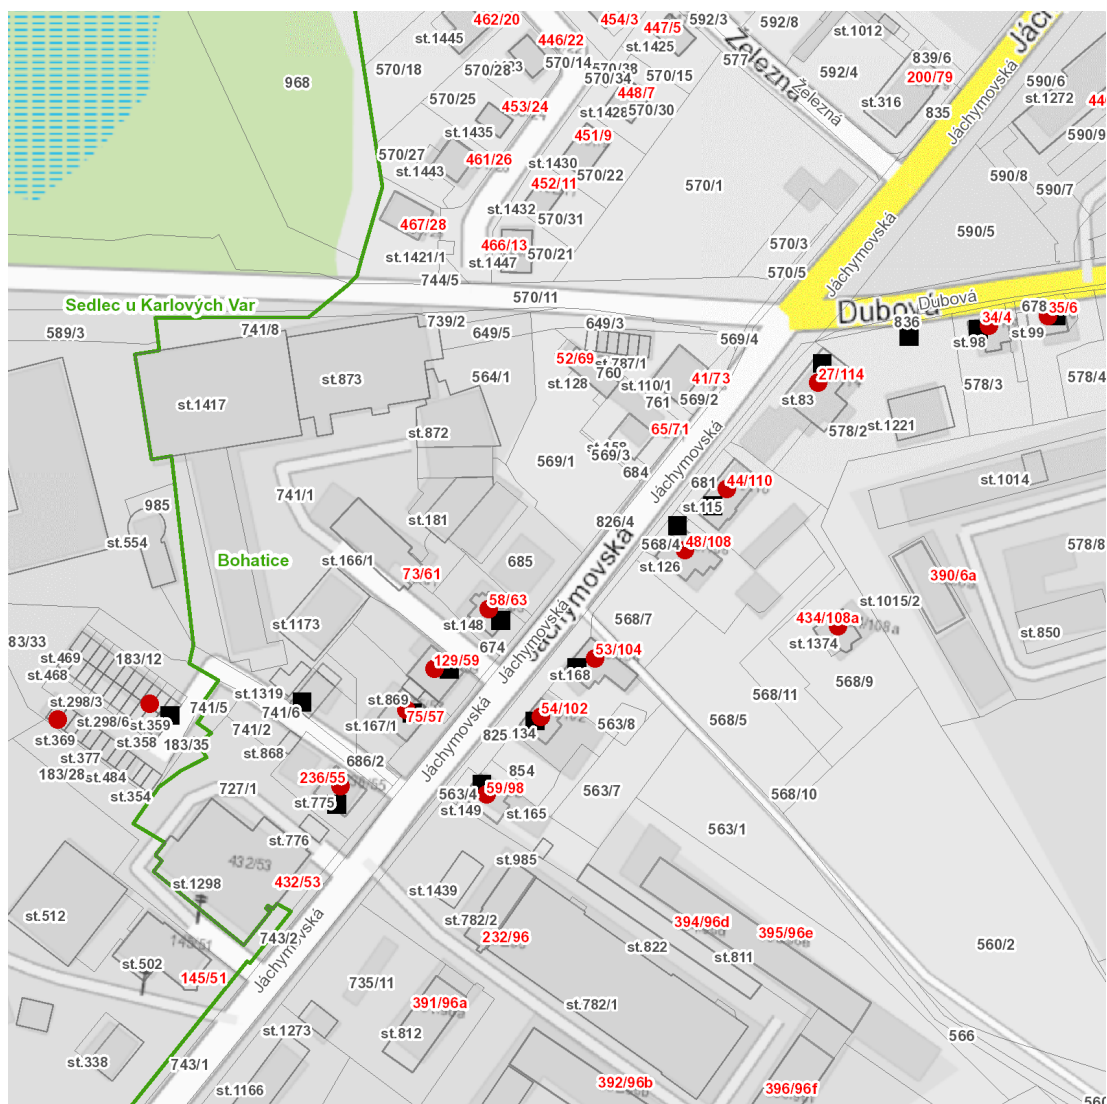 462/20
454/3
447/5
592/3
592/8
st.1012
st.1445
446/22
st.1425
577
Železná
839/6
968
570/18
570/28
570/14
570/38
570/34
570/15
592/4
200/79
590/6
st.1272
570/25
453/24
448/7
st.1428
570/30
Železná
st.316
835
Jáchymovská
st.1435
451/9
590/9
570/27
st.1443
461/26
st.1430
570/22
590/8
452/11
570/1
590/7
st.1432
467/28
570/31
590/5
466/13
570/3
st.1421/1
st.1447
570/21
570/5
Jáchymovská
744/5
570/11
Sedlec u Karlových Var
Dubová
Dubová
678
35/6
589/3
741/8
739/2
649/5
649/3
569/4
836
34/4
st.98
st.99
52/69
st.787/1
760
st.873
564/1
st.128
st.110/1
41/73
27/114
578/3
578/4
st.1417
761
569/2
st.83
st.872
65/71
578/2
st.1221
st.158
569/3
569/1
684
Jáchymovská
681
44/110
st.1014
741/1
985
st.181
826/4
st.115
st.554
Jáchymovská
568/4
48/108
578/8
Bohatice
st.166/1
685
st.126
73/61
390/6a
58/63
st.1015/2
st.1173
st.148
568/7
434/108a
st.850
183/33
674
Jáchymovská
st.1374
st.469
183/12
129/59
53/104
st.468
st.168
568/9
st.298/3
st.1319
st.869
568/11
st.298/6
st.359
741/5
741/6
75/57
54/102
568/5
st.369
st.358
741/2
st.167/1
825
134
563/8
183/35
st.377
st.868
686/2
Jáchymovská
183/28
st.484
236/55
854
st.354
727/1
st.775
563/4
59/98
563/7
568/10
st.149
st.165
563/1
st.776
432/53
st.985
st.1298
432/53
st.1439
st.512
st.782/2
394/96d
395/96e
743/2
232/96
560/2
st.822
st.811
st.502
145/51
Jáchymovská
735/11
391/96a
st.782/1
st.1273
st.812
566
st.338
743/1
st.1166
392/96b
396/96f